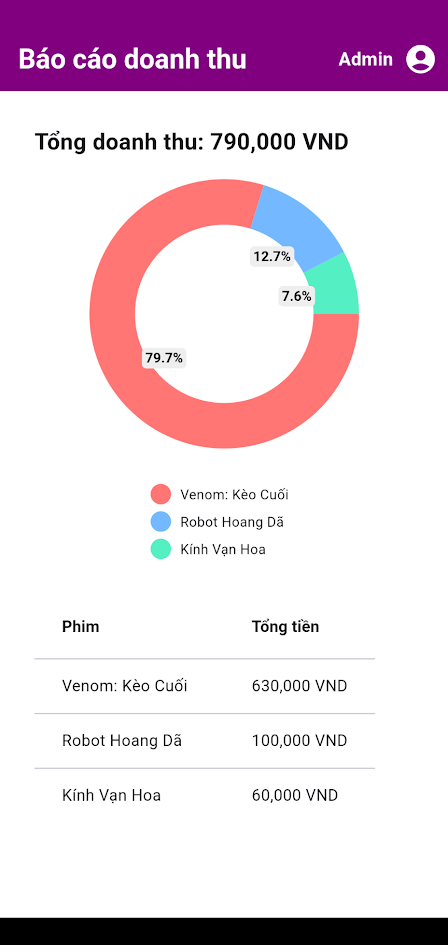 Báo cáo doanh thu Admin
Tổng doanh thu: 790,000 VND
12.7%
7.6%
79.7%
Venom: Kèo Cuối
Robot Hoang Dã
Kính Vạn Hoa
Phim Tổng tiền
Venom: Kèo Cuối 630,000 VND
Robot Hoang Dã 100,000 VND
Kính Vạn Hoa 60,000 VND